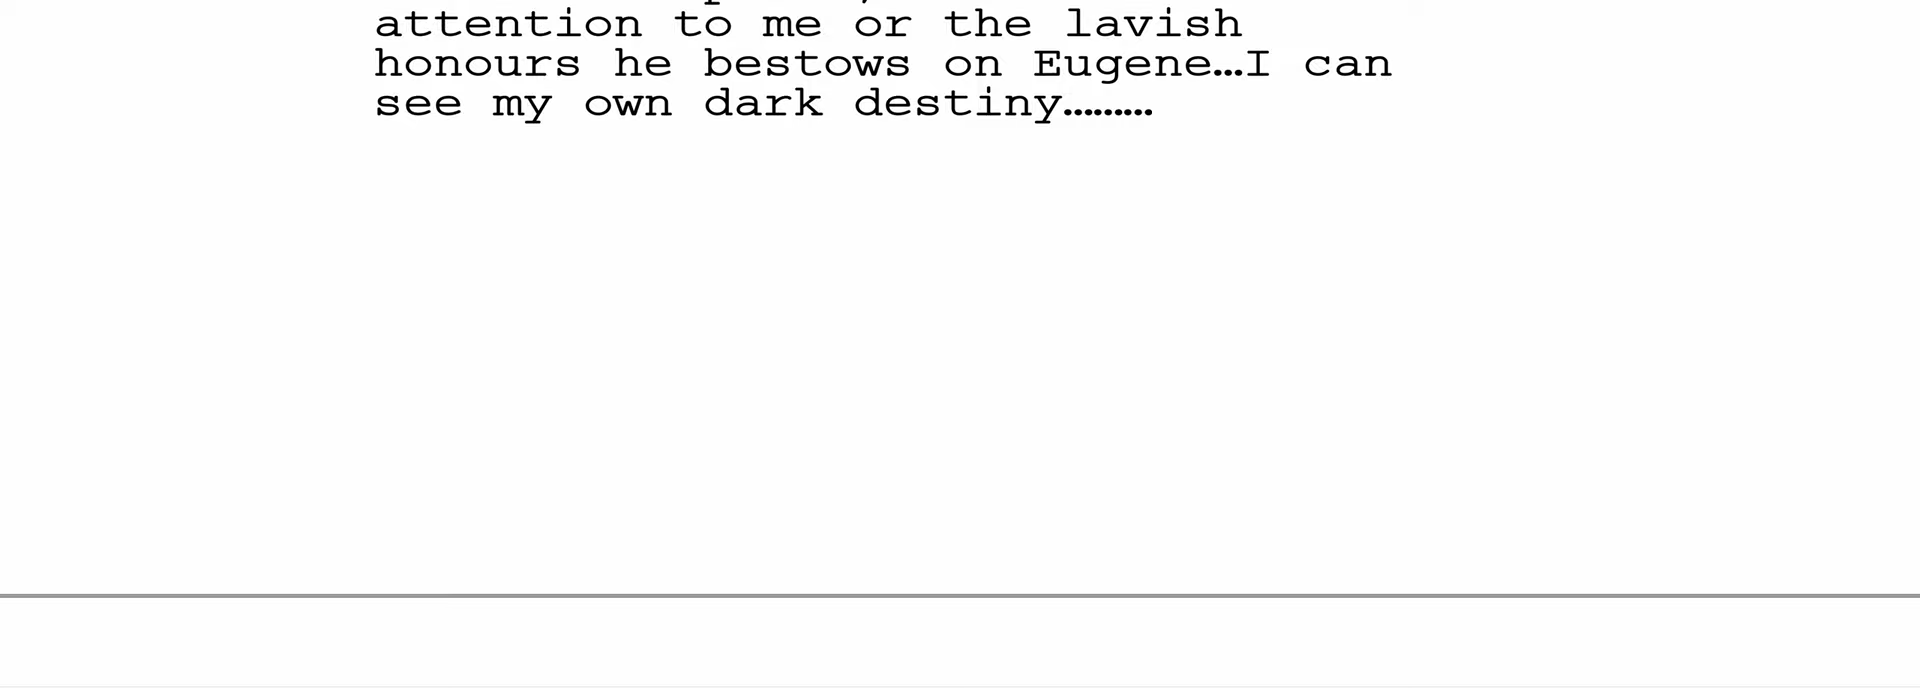 attention to me or the lavish
honours he bestows on Eugene…I can
see my own dark destiny………